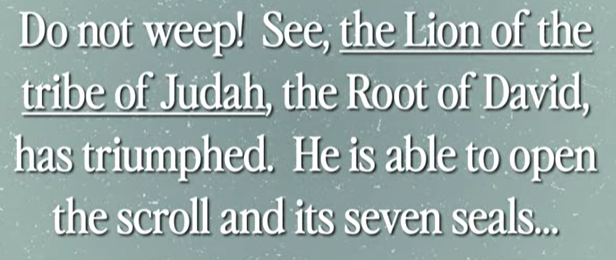 Do not weep! See, the Lion of the
tribe of Judah, the Root of David,
has triumphed. He is able to open
the scroll and its seven seals...